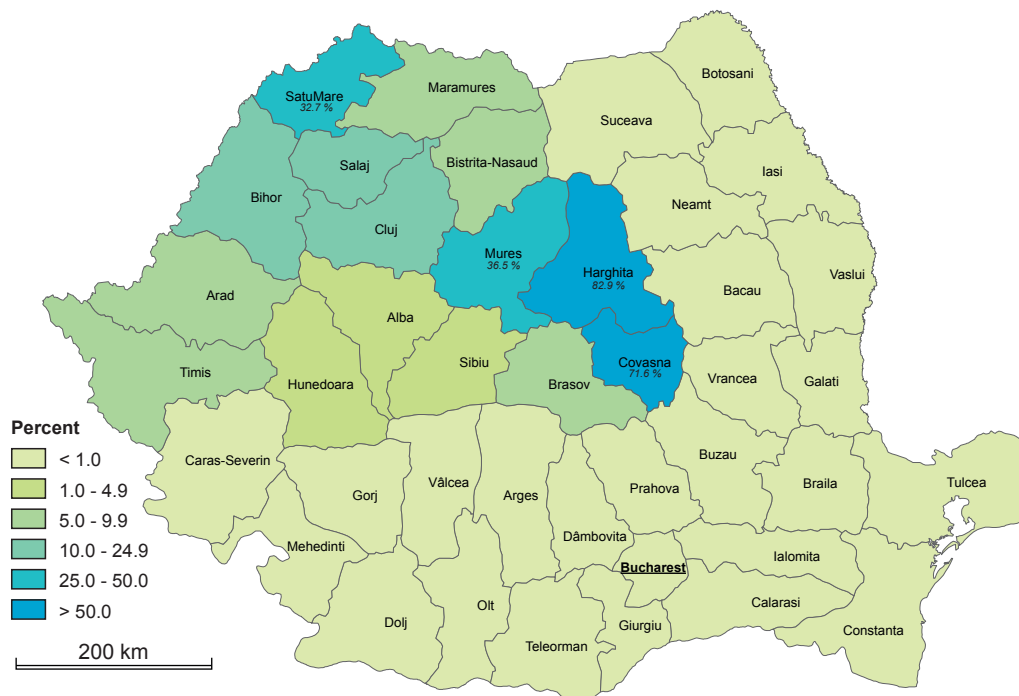 Botosani
SatuMare
32.7 %
Maramures
Suceava
Salaj
Bistrita-Nasaud
Iasi
Bihor
Neamt
Cluj
Mures
36.5 %
Harghita
82.9 %
Vaslui
Bacau
Arad
Alba
Sibiu
Covasna
71.6 %
Timis
Hunedoara
Brasov
Vrancea
Galati
Percent
< 1.0
1.0 - 4.9
5.0 - 9.9
10.0 - 24.9
25.0 - 50.0
> 50.0
200 km
Caras-Severin
Buzau
Gorj
Vâlcea
Arges
Prahova
Braila
Tulcea
Dâmbovita
Mehedinti
Ialomita
Bucharest
Calarasi
Dolj
Olt
Giurgiu
Constanta
Teleorman